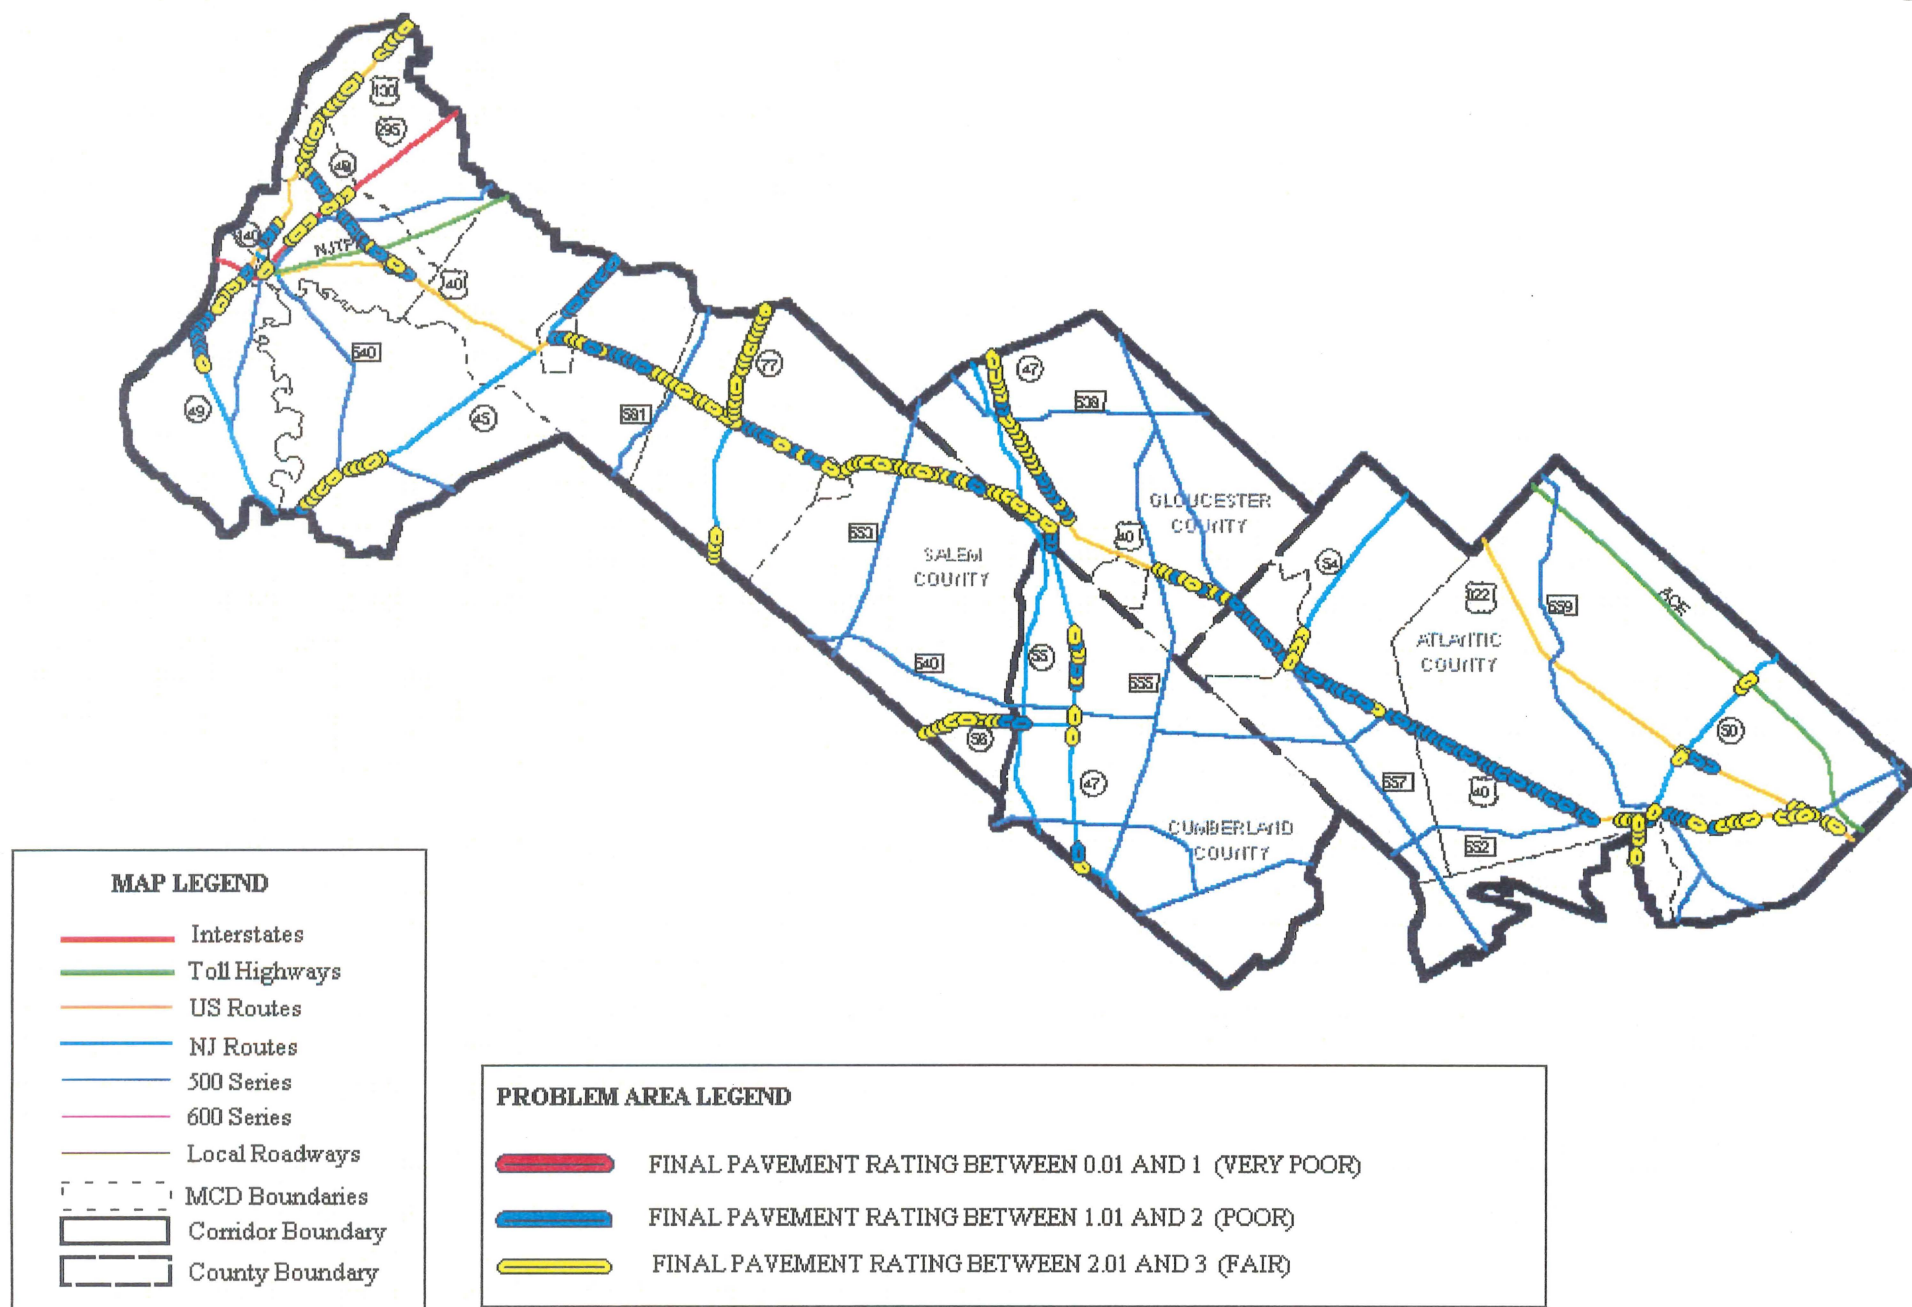 130
295
48
140
NJTP
40
540
49
45
581
77
47
538
553
SALEM
COUNTY
GLOUCESTER
COUNTY
40
54
322
559
ACE
ATLANTIC
COUNTY
540
55
555
56
47
50
40
557
552
CUMBERLAND
COUNTY
MAP LEGEND
Interstates
Toll Highways
US Routes
NJ Routes
500 Series
600 Series
Local Roadways
MCD Boundaries
Corridor Boundary
County Boundary
PROBLEM AREA LEGEND
FINAL PAVEMENT RATING BETWEEN 0.01 AND 1 (VERY POOR)
FINAL PAVEMENT RATING BETWEEN 1.01 AND 2 (POOR)
FINAL PAVEMENT RATING BETWEEN 2.01 AND 3 (FAIR)